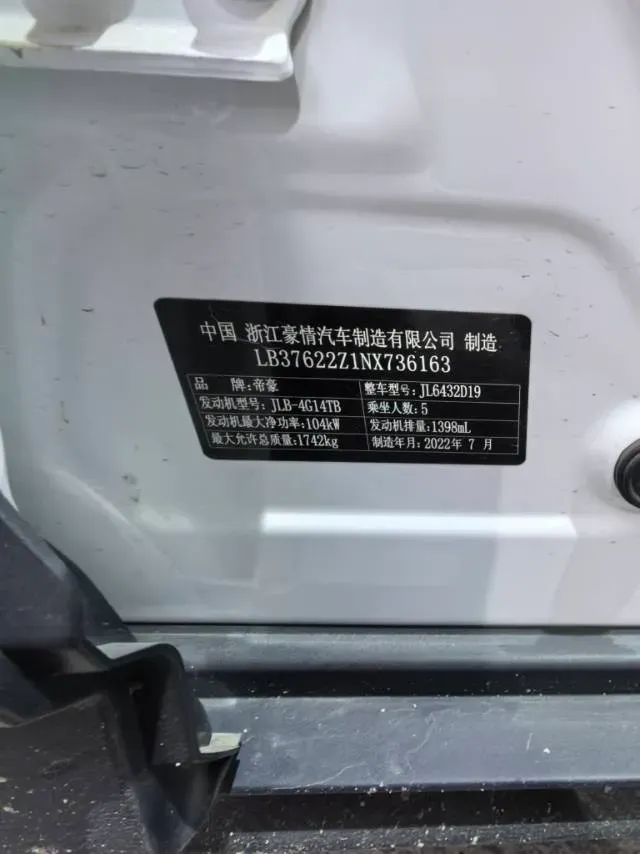 中国 浙江豪情汽车制造有限公司 制造
LB37622Z1NX736163
品 牌:帝豪 整车型号:JL6432D19
发动机型号:JLB-4G14TB 乘坐人数:5
发动机最大净功率:104kW 发动机排量:1398mL
最大允许总质量:1742kg 制造年月:2022年 7 月